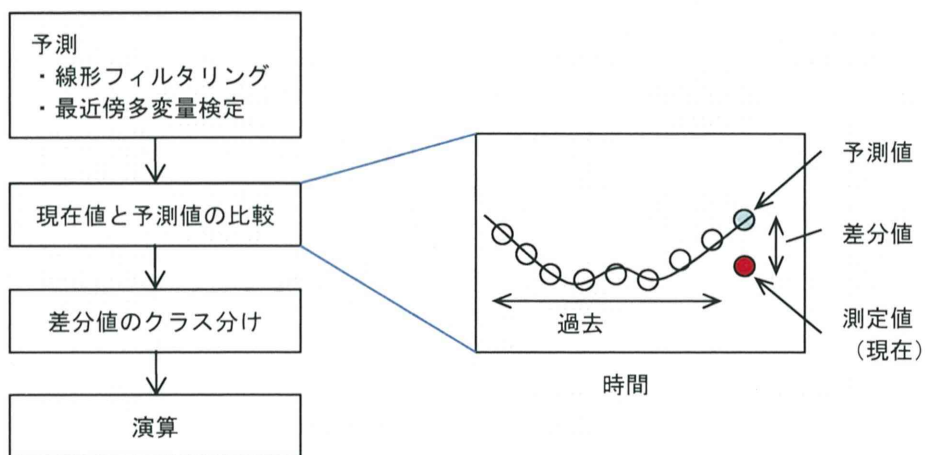 予測
・線形フィルタリング
・最近傍多変量検定
現在値と予測値の比較
差分値のクラス分け
演算
予測値
差分値
測定値
（現在）
過去
時間